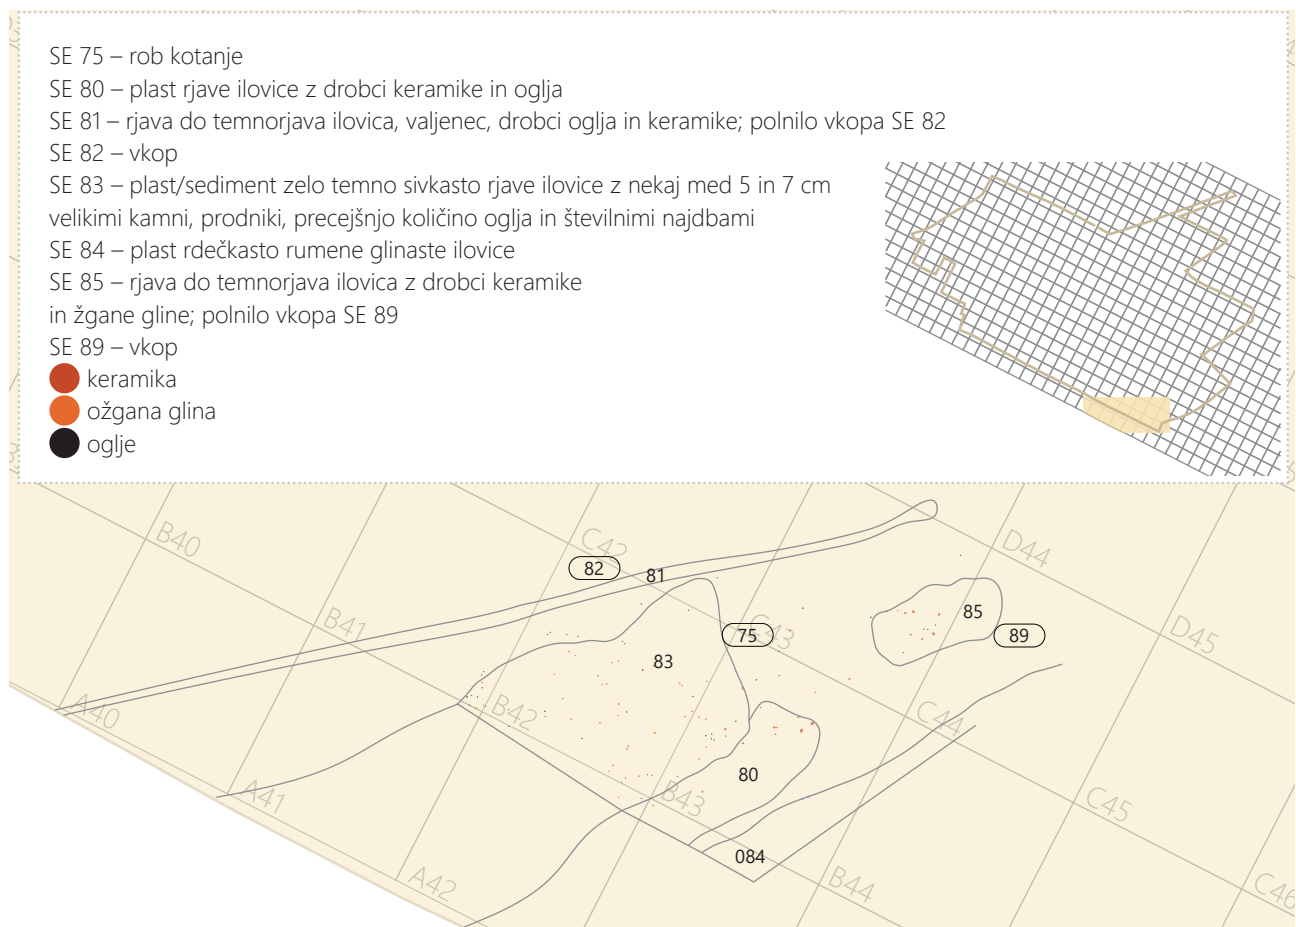 SE 75 – rob kotanje
SE 80 – plast rjave ilovice z drobci keramike in oglja
SE 81 – rjava do temnorjava ilovica, valjenec, drobci oglja in keramike; polnilo vkopa SE 82
SE 82 – vkop
SE 83 – plast/sediment zelo temno sivkasto rjave ilovice z nekaj med 5 in 7 cm
velikimi kamni, prodniki, precejšnjo količino oglja in številnimi najdbami
SE 84 – plast rdečkasto rumene glinaste ilovice
SE 85 – rjava do temnorjava ilovica z drobci keramike
in žgane gline; polnilo vkopa SE 89
SE 89 – vkop
keramika
ožgana glina
oglje
B40
C42
D44
82
81
B41
75
C43
85
89
D45
83
A40
B42
C44
80
A41
B43
C45
084
A42
B44
C46